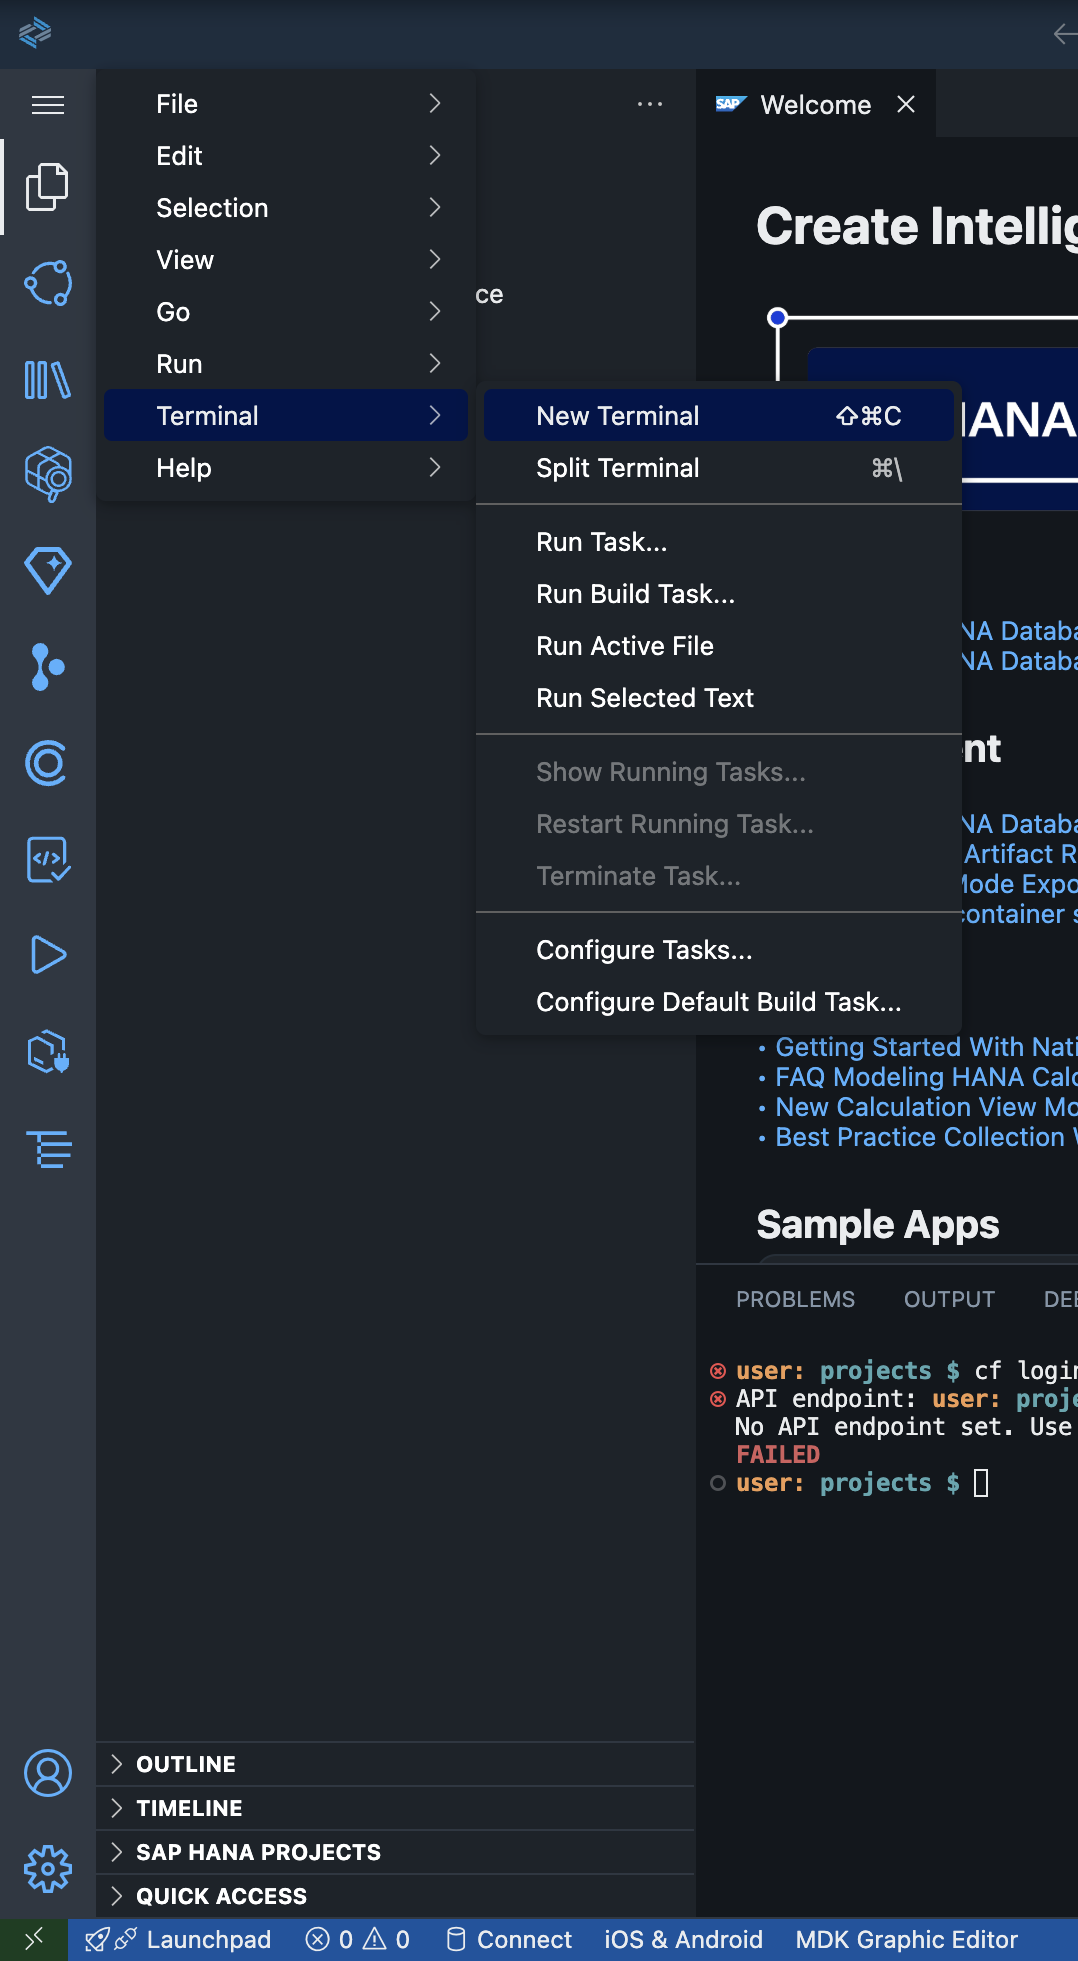 File
Edit
Selection
View
Go
Run
Terminal
Help
ce
SAP Welcome
Create Intellig
HANA
New Terminal ⇧⌘C
Split Terminal ⌘\
Run Task...
Run Build Task...
Run Active File
Run Selected Text
Show Running Tasks...
Restart Running Task...
Terminate Task...
Configure Tasks...
Configure Default Build Task...
NA Databa
NA Databa
nt
NA Databa
Artifact R
Mode Expo
container s
• Getting Started With Nati
• FAQ Modeling HANA Calc
• New Calculation View Mo
• Best Practice Collection
Sample Apps
PROBLEMS OUTPUT DEB
user: projects $ cf login
API endpoint: user: proje
No API endpoint set. Use
FAILED
user: projects $
OUTLINE
TIMELINE
SAP HANA PROJECTS
QUICK ACCESS
Launchpad 0 0 Connect iOS & Android MDK Graphic Editor